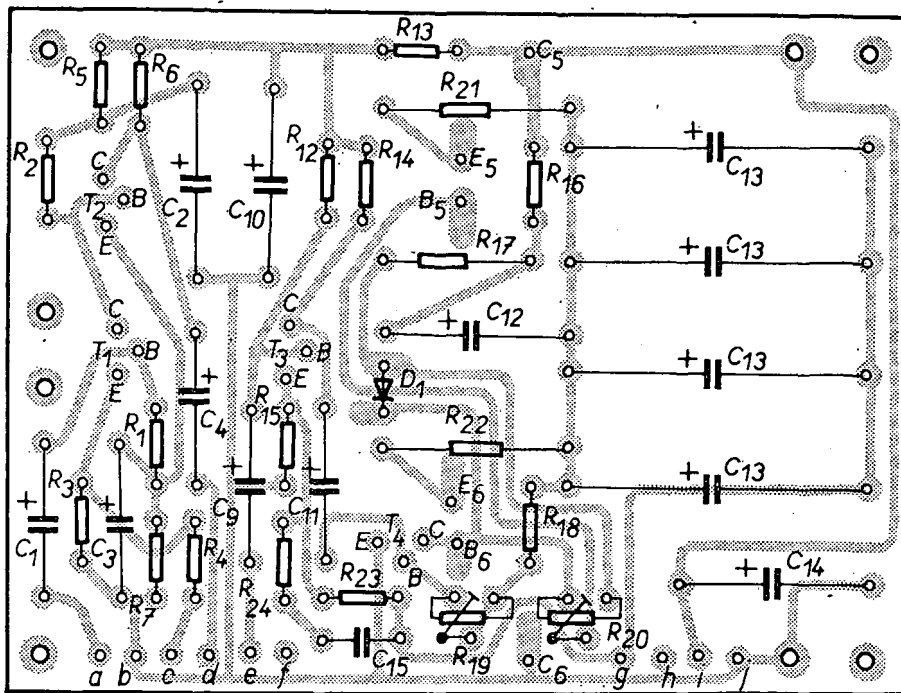 R13
C5
R5
R6
R21
R2
R12
R14
+
C13
E5
C
+
+
R16
T2
B
C2
C10
B5
E
R17
+
C13
C
C
+
C12
T1
B
T3
B
+
C13
E
E
D1
+
C4
R15
R1
R22
+
C13
R3
+
+
E6
+
+
C9
C11
R18
C1
C3
R4
E
T4
C
B6
B
+
C14
R7
R24
R23
R19
R20
C15
C6
a
b
c
d
e
f
g
h
i
j